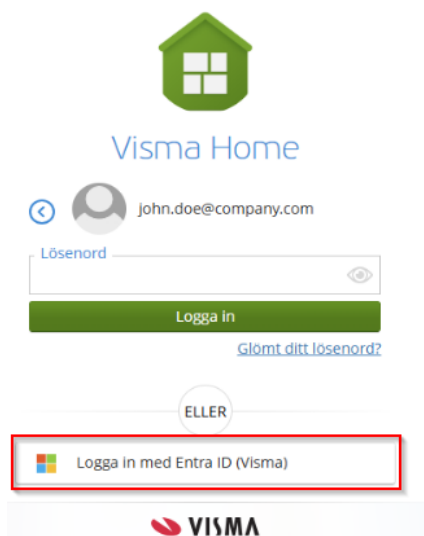 Visma Home
john.doe@company.com
Lösenord
Logga in
Glömt ditt lösenord?
ELLER
Logga in med Entra ID (Visma)
VISMA